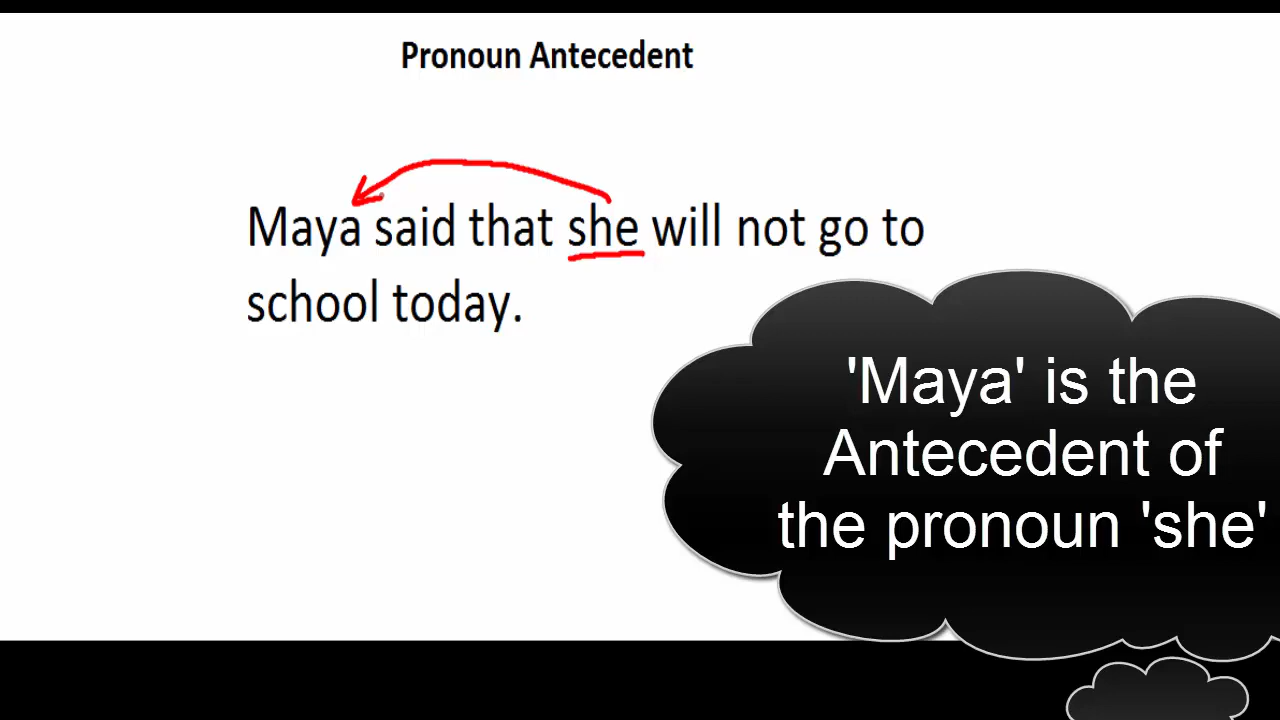 Pronoun Antecedent
Maya said that she will not go to
school today.
'Maya' is the
Antecedent of
the pronoun 'she'